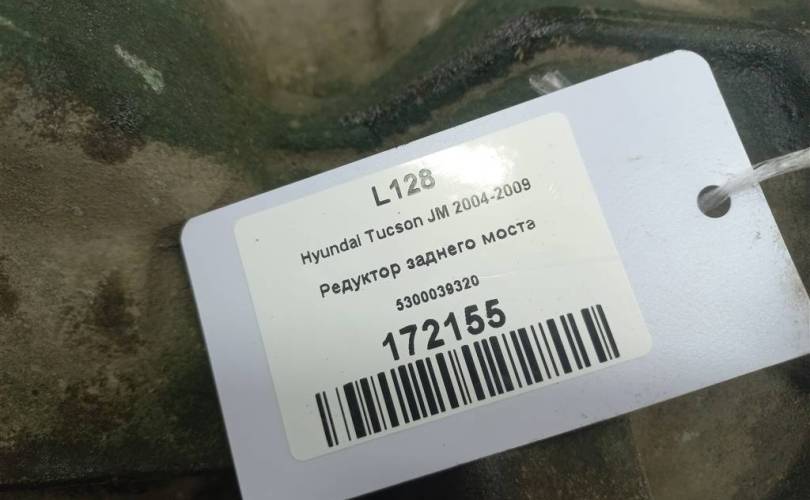 L128
Hyundai Tucson JM 2004-2009
Редуктор заднего моста
5300039320
172155